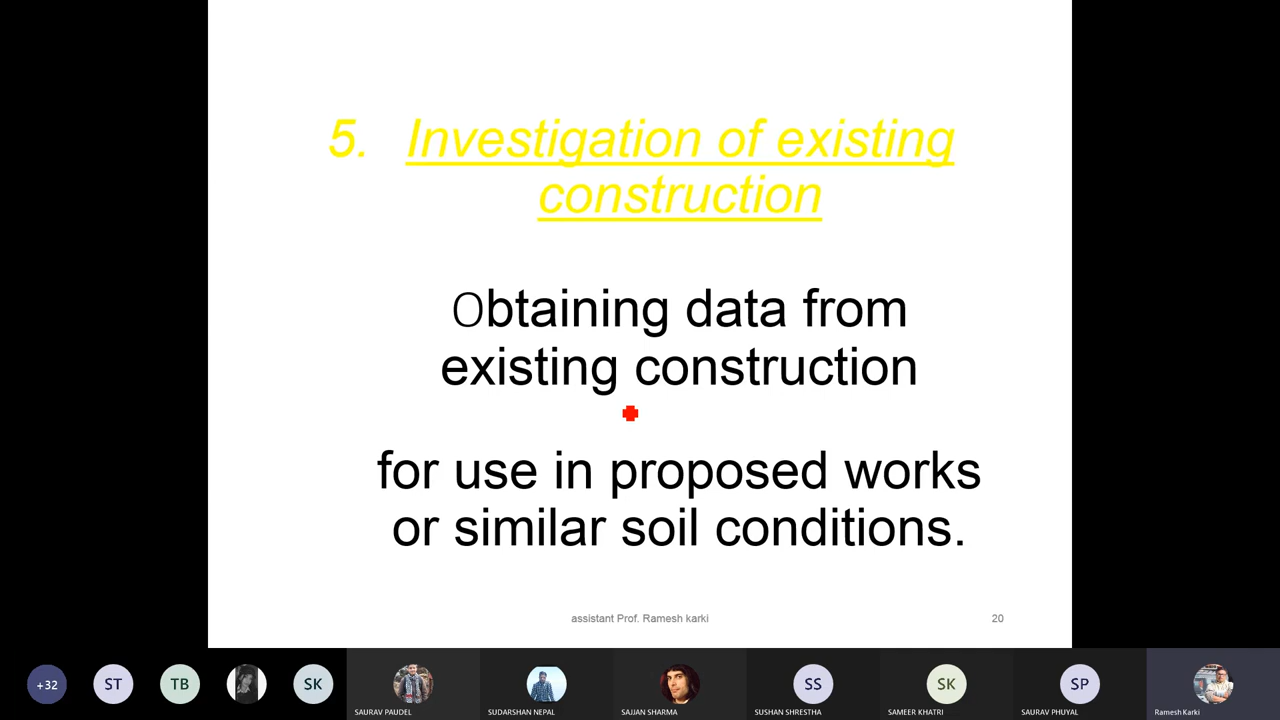 5. Investigation of existing
construction
Obtaining data from
existing construction
for use in proposed works
or similar soil conditions.
assistant Prof. Ramesh karki
20
+32
ST
TB
SK
SS
SK
SP
SAURAV PAUDEL
SUDARSHAN NEPAL
SAJJAN SHARMA
SUSHAN SHRESTHA
SAMEER KHATRI
SAURAV PHUYAL
Ramesh Karki